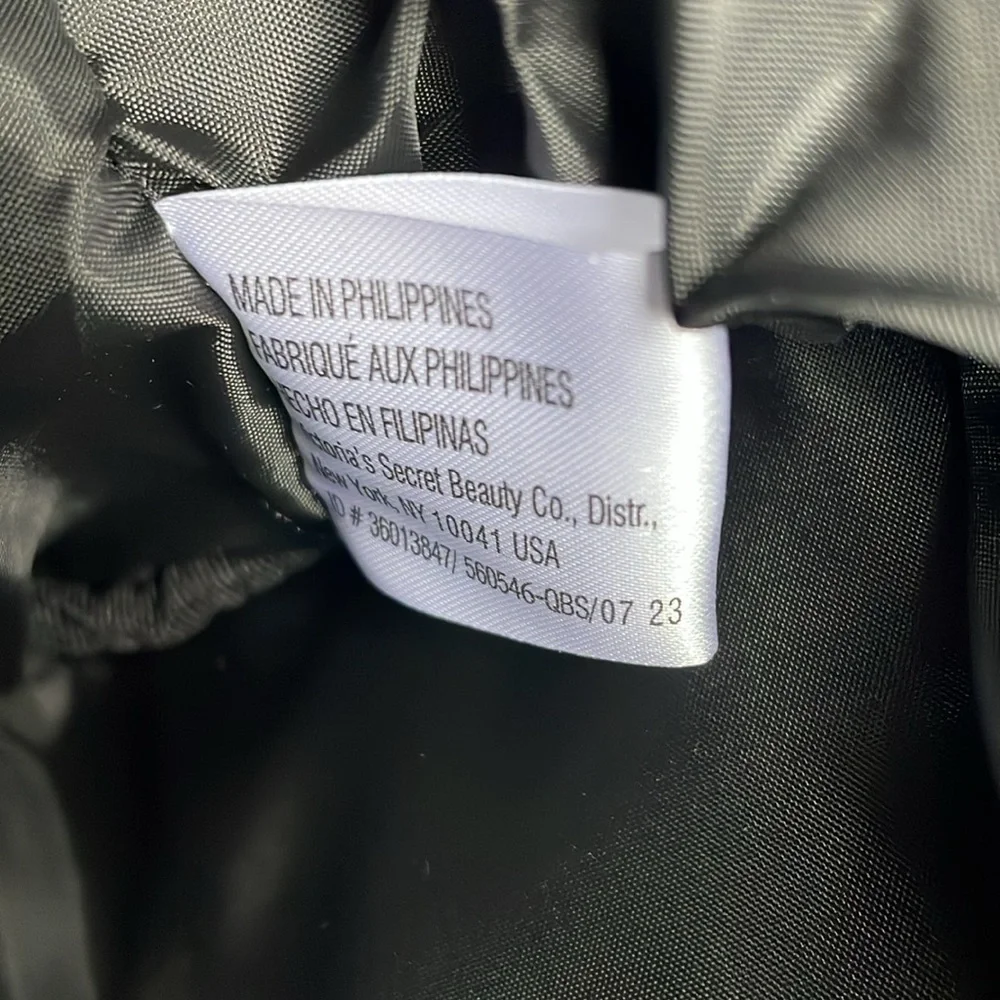 MADE IN PHILIPPINES
FABRIQUÉ AUX PHILIPPINES
HECHO EN FILIPINAS
Victoria's Secret Beauty Co., Distr.,
New York, NY 10041 USA
ID # 36013847/ 560546-QBS/07 23